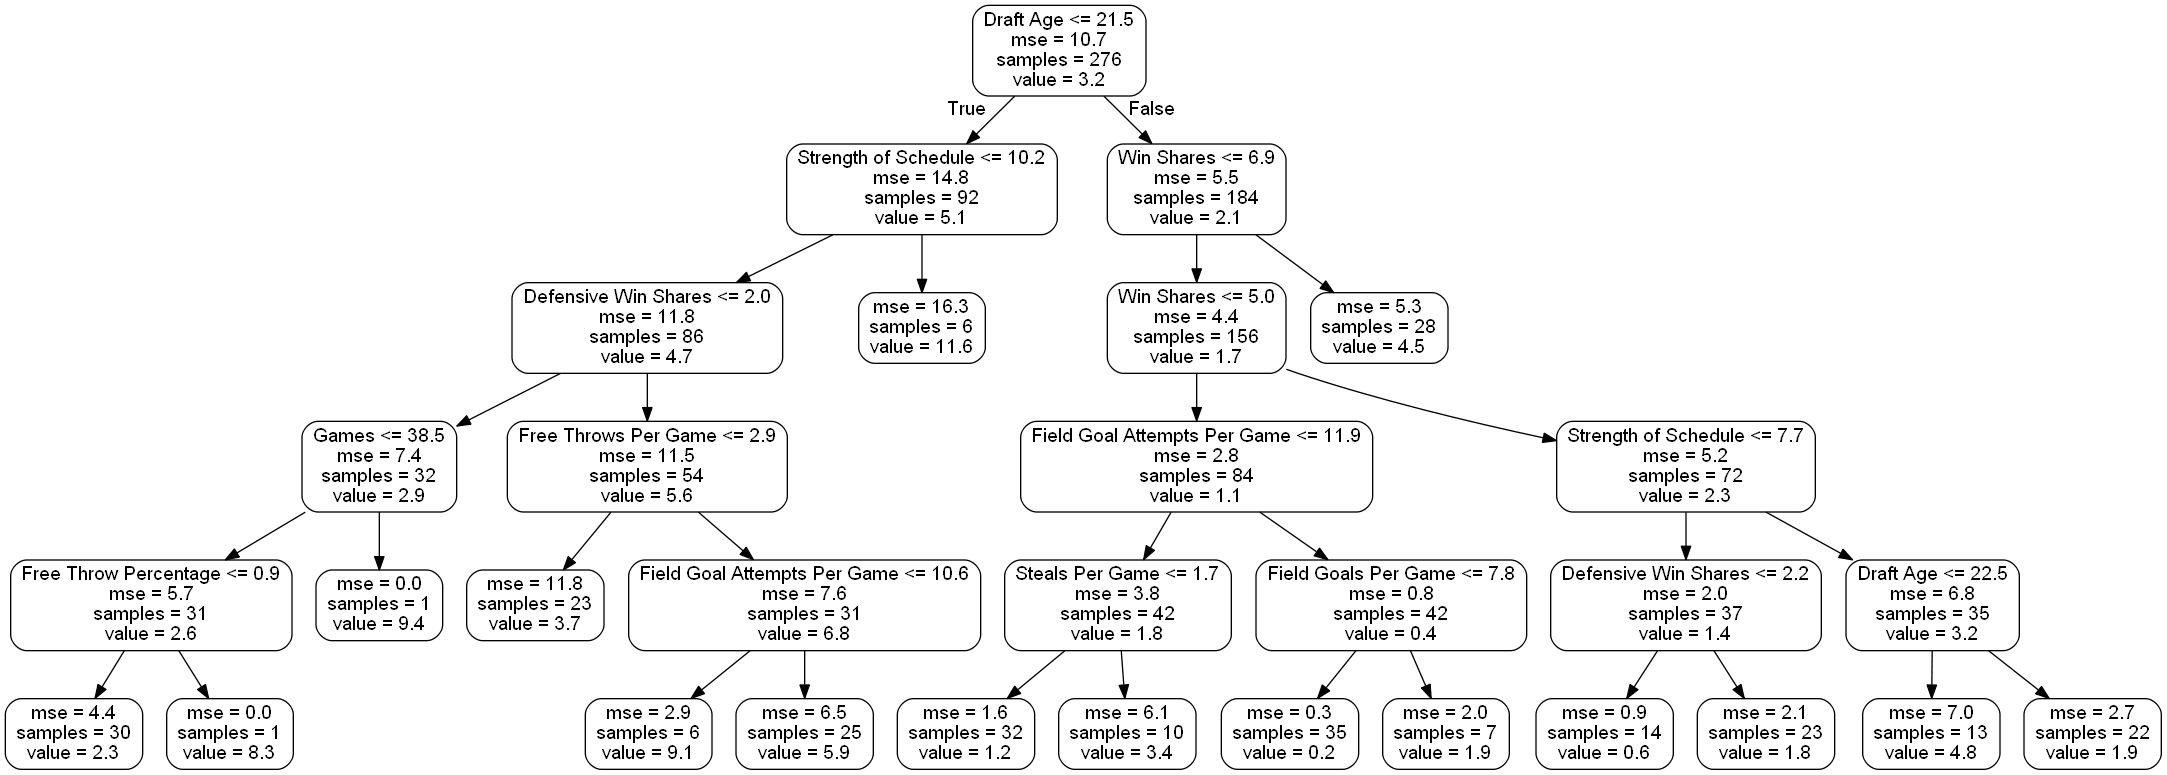 Draft Age <= 21.5
mse = 10.7
samples = 276
value = 3.2
True
False
Strength of Schedule <= 10.2
mse = 14.8
samples = 92
value = 5.1
Win Shares <= 6.9
mse = 5.5
samples = 184
value = 2.1
Defensive Win Shares <= 2.0
mse = 11.8
samples = 86
value = 4.7
mse = 16.3
samples = 6
value = 11.6
Win Shares <= 5.0
mse = 4.4
samples = 156
value = 1.7
mse = 5.3
samples = 28
value = 4.5
Games <= 38.5
mse = 7.4
samples = 32
value = 2.9
Free Throws Per Game <= 2.9
mse = 11.5
samples = 54
value = 5.6
Field Goal Attempts Per Game <= 11.9
mse = 2.8
samples = 84
value = 1.1
Strength of Schedule <= 7.7
mse = 5.2
samples = 72
value = 2.3
Free Throw Percentage <= 0.9
mse = 5.7
samples = 31
value = 2.6
mse = 0.0
samples = 1
value = 9.4
mse = 11.8
samples = 23
value = 3.7
Field Goal Attempts Per Game <= 10.6
mse = 7.6
samples = 31
value = 6.8
Steals Per Game <= 1.7
mse = 3.8
samples = 42
value = 1.8
Field Goals Per Game <= 7.8
mse = 0.8
samples = 42
value = 0.4
Defensive Win Shares <= 2.2
mse = 2.0
samples = 37
value = 1.4
Draft Age <= 22.5
mse = 6.8
samples = 35
value = 3.2
mse = 4.4
samples = 30
value = 2.3
mse = 0.0
samples = 1
value = 8.3
mse = 2.9
samples = 6
value = 9.1
mse = 6.5
samples = 25
value = 5.9
mse = 1.6
samples = 32
value = 1.2
mse = 6.1
samples = 10
value = 3.4
mse = 0.3
samples = 35
value = 0.2
mse = 2.0
samples = 7
value = 1.9
mse = 0.9
samples = 14
value = 0.6
mse = 2.1
samples = 23
value = 1.8
mse = 7.0
samples = 13
value = 4.8
mse = 2.7
samples = 22
value = 1.9